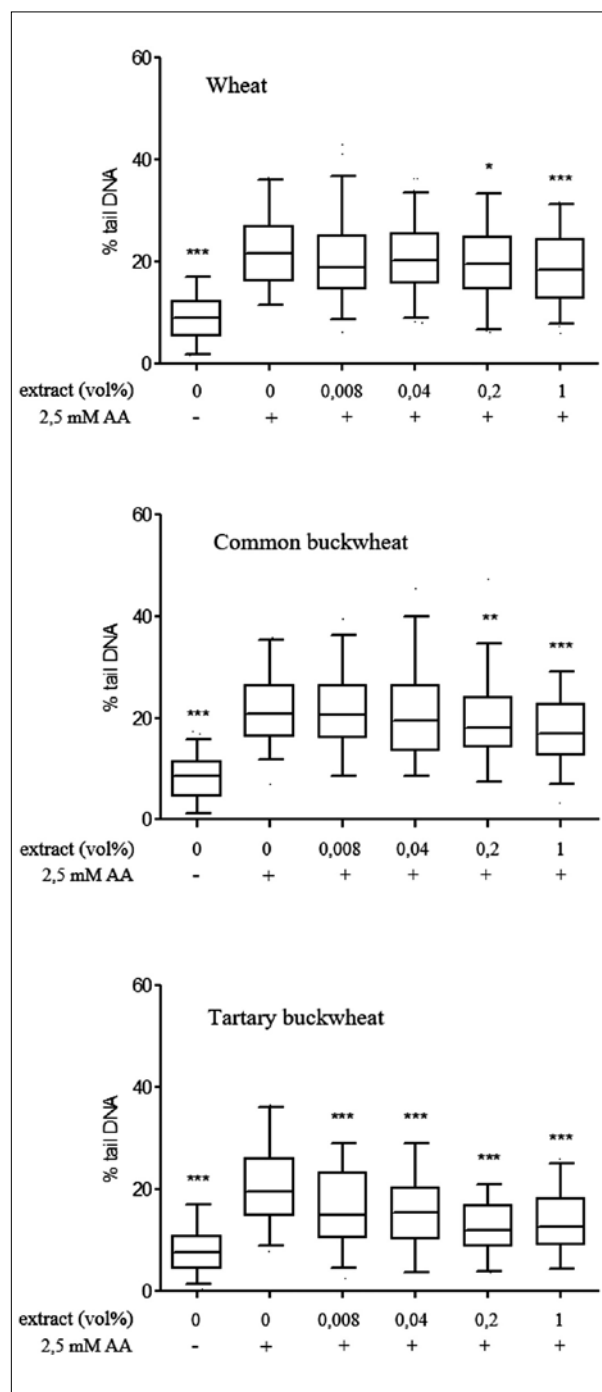 60
Wheat
40
* ***
% tail DNA
***
20
0
extract (vol%) 0 0 0,008 0,04 0,2 1
2,5 mM AA - + + + + +
60
Common buckwheat
40
**
% tail DNA
***
20
***
0
extract (vol%) 0 0 0,008 0,04 0,2 1
2,5 mM AA - + + + + +
60
Tartary buckwheat
40
% tail DNA
*** *** *** ***
***
20
0
extract (vol%) 0 0 0,008 0,04 0,2 1
2,5 mM AA - + + + + +